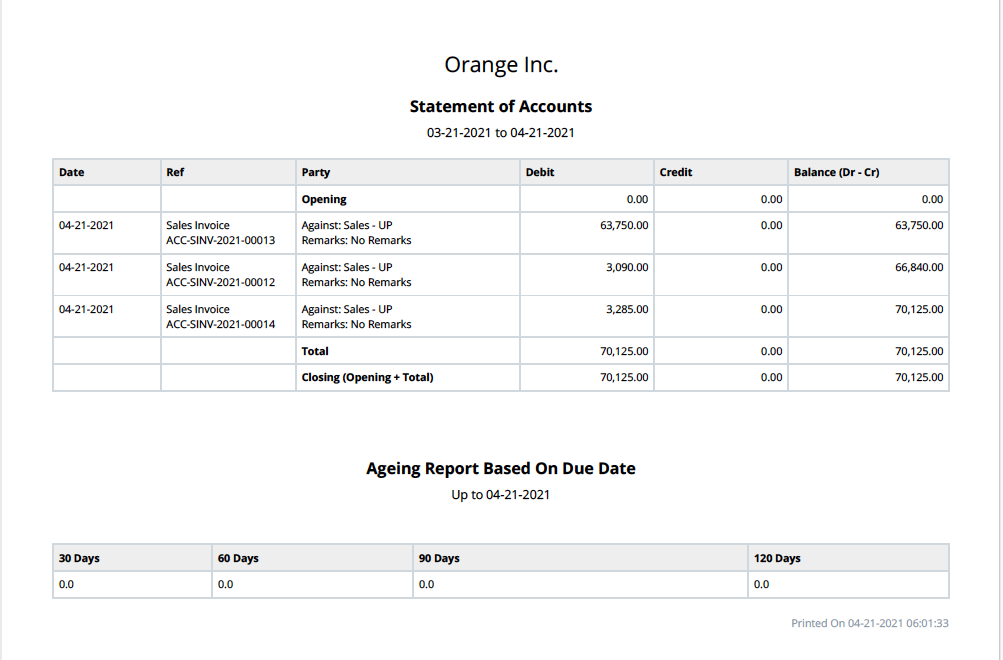 Orange Inc.
Statement of Accounts
03-21-2021 to 04-21-2021
Date Ref Party Debit Credit Balance (Dr - Cr)
Opening 0.00 0.00 0.00
04-21-2021 Sales Invoice Against: Sales - UP 63,750.00 0.00 63,750.00
ACC-SINV-2021-00013 Remarks: No Remarks
04-21-2021 Sales Invoice Against: Sales - UP 3,090.00 0.00 66,840.00
ACC-SINV-2021-00012 Remarks: No Remarks
04-21-2021 Sales Invoice Against: Sales - UP 3,285.00 0.00 70,125.00
ACC-SINV-2021-00014 Remarks: No Remarks
Total 70,125.00 0.00 70,125.00
Closing (Opening + Total) 70,125.00 0.00 70,125.00
Ageing Report Based On Due Date
Up to 04-21-2021
30 Days 60 Days 90 Days 120 Days
0.0 0.0 0.0 0.0
Printed On 04-21-2021 06:01:33